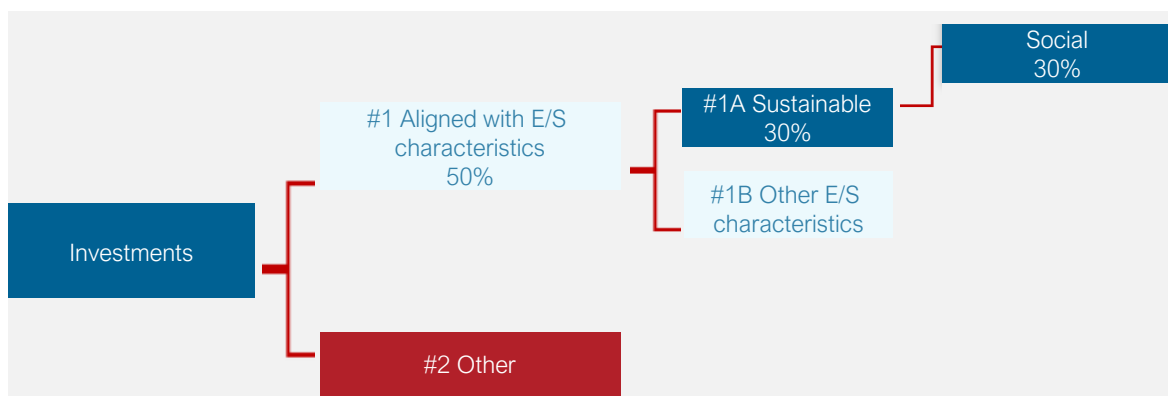 Social
30%
#1A Sustainable
30%
#1 Aligned with E/S
characteristics
50%
#1B Other E/S
characteristics
Investments
#2 Other